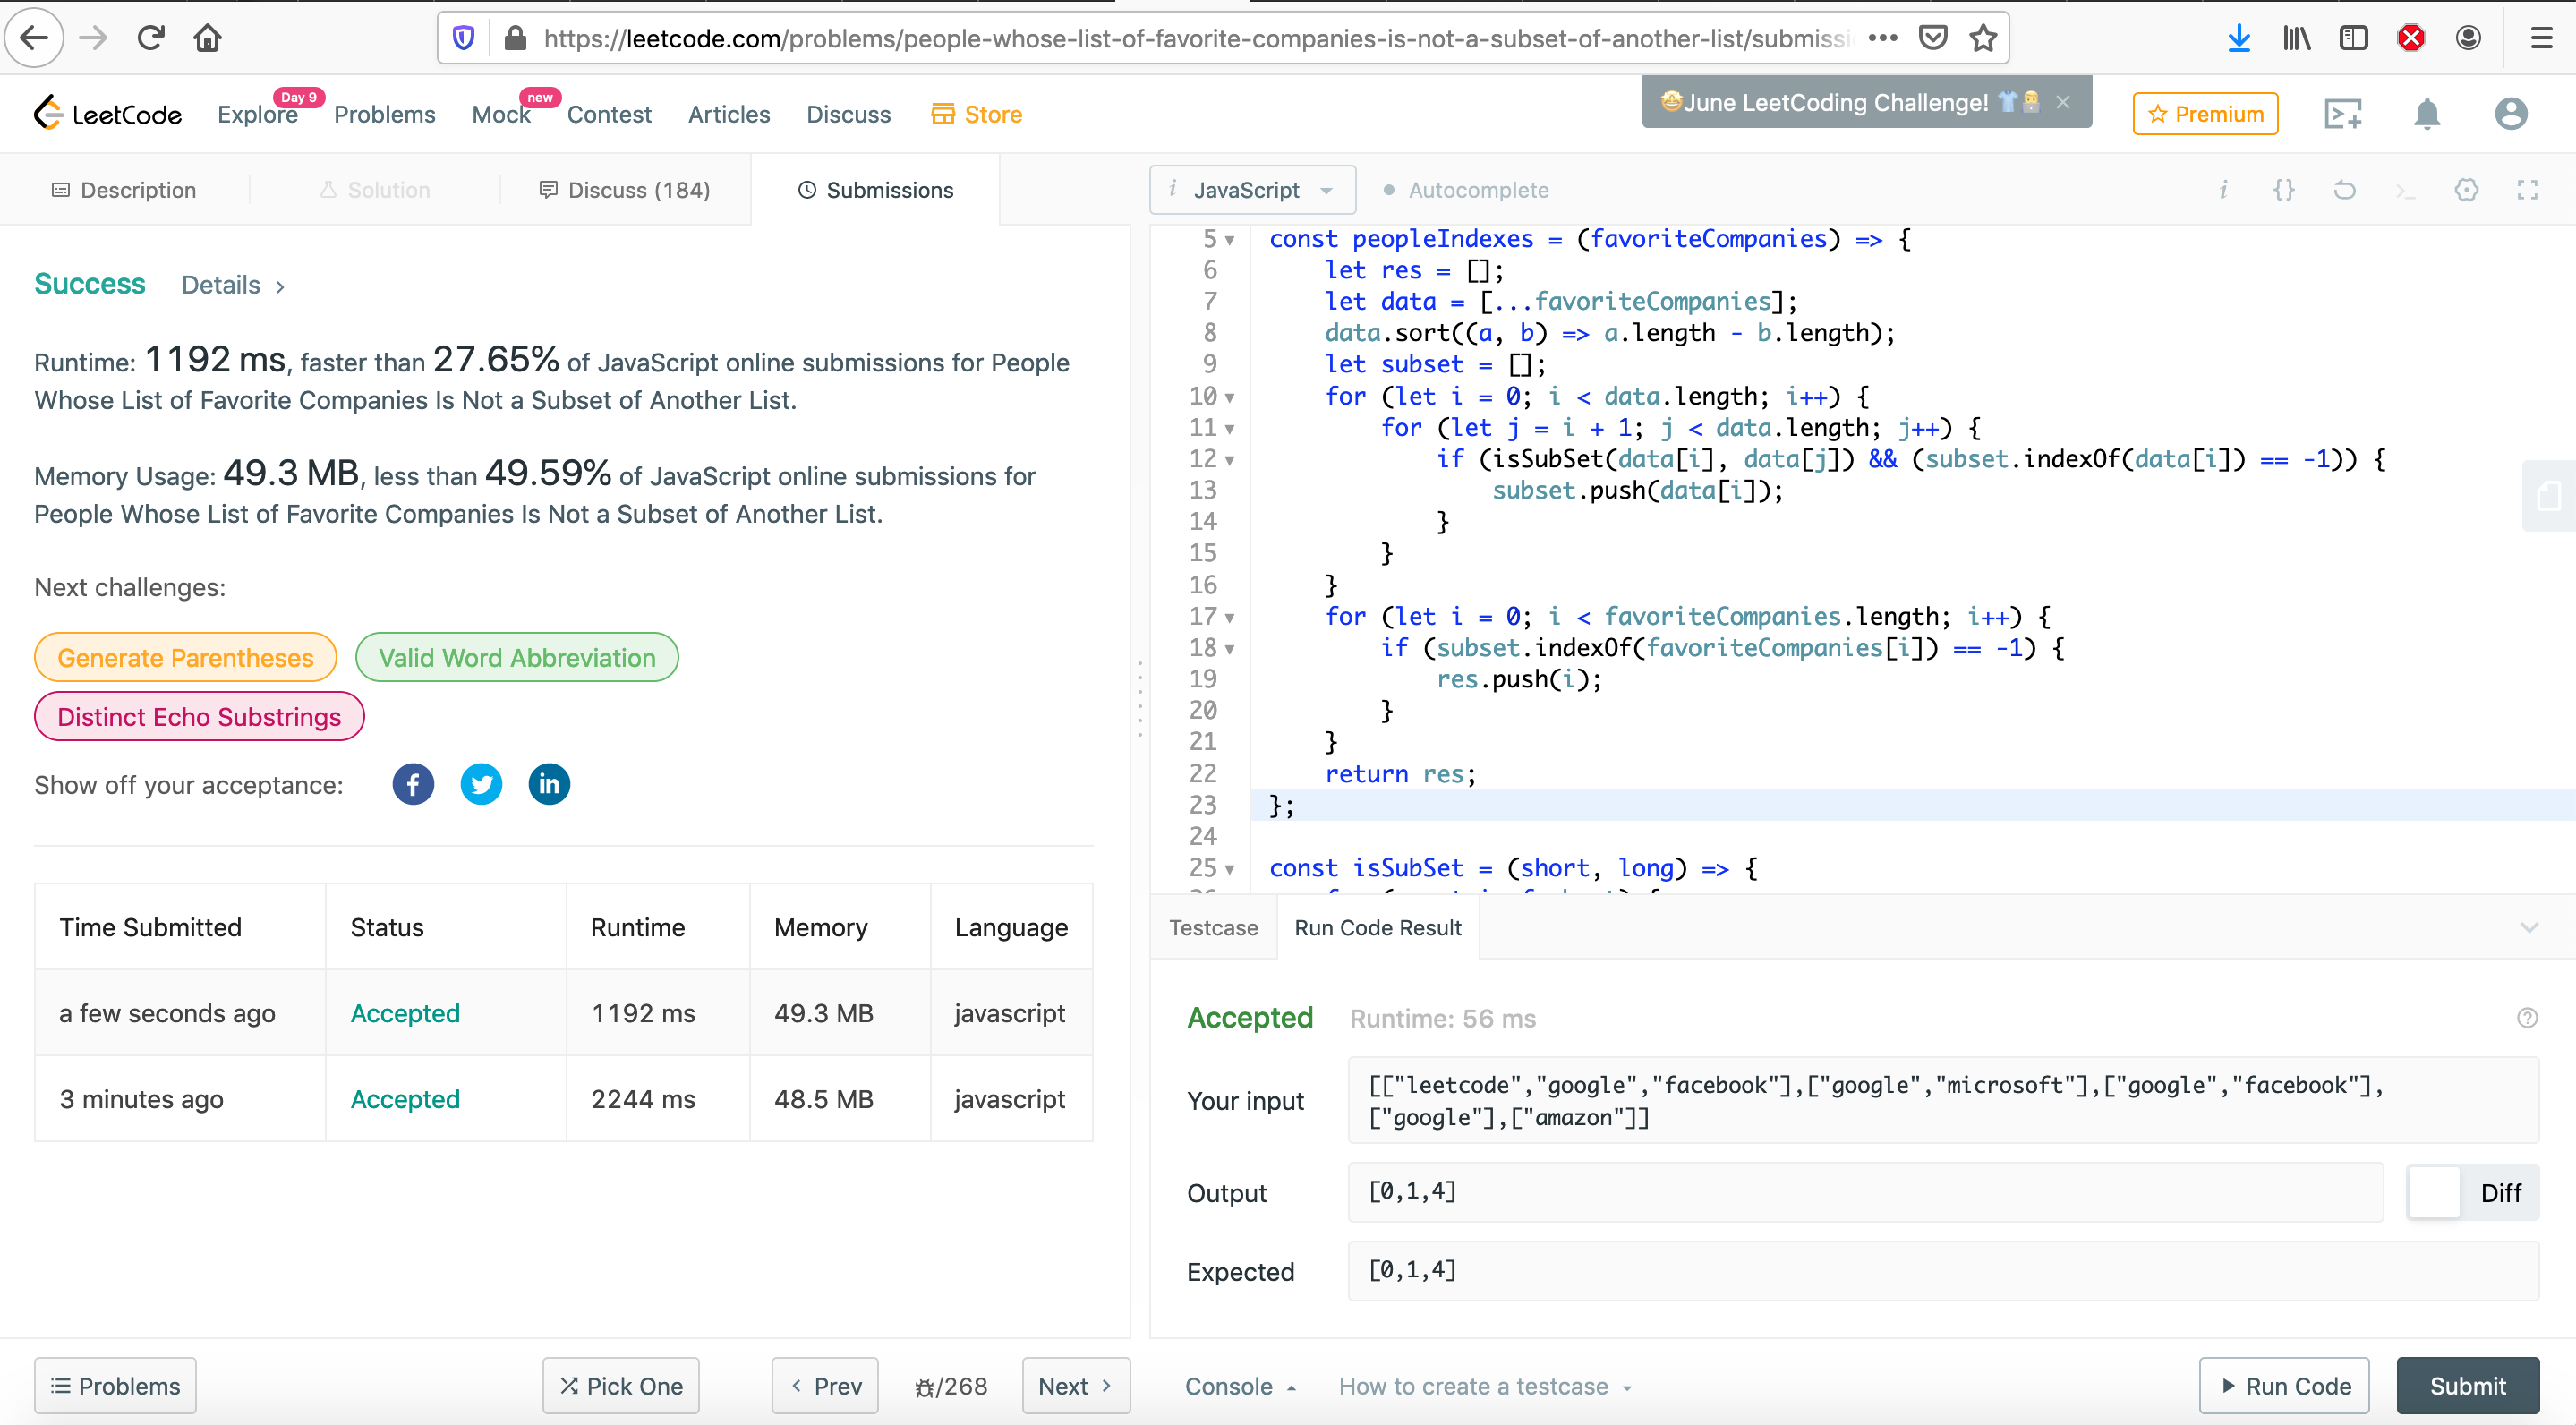 https://leetcode.com/problems/people-whose-list-of-favorite-companies-is-not-a-subset-of-another-list/submissi
LeetCode
Explore
Day 9
Problems
Mock
new
Contest
Articles
Discuss
Store
🤩June LeetCoding Challenge! 👕
Premium
Description
Solution
Discuss (184)
Submissions
Success
Details
Runtime: 1192 ms, faster than 27.65% of JavaScript online submissions for People
Whose List of Favorite Companies Is Not a Subset of Another List.
Memory Usage: 49.3 MB, less than 49.59% of JavaScript online submissions for
People Whose List of Favorite Companies Is Not a Subset of Another List.
Next challenges:
Generate Parentheses
Valid Word Abbreviation
Distinct Echo Substrings
Show off your acceptance:
Time Submitted Status Runtime Memory Language
a few seconds ago Accepted 1192 ms 49.3 MB javascript
3 minutes ago Accepted 2244 ms 48.5 MB javascript
Problems
Pick One
Prev
/268
Next
JavaScript
Autocomplete
5 const peopleIndexes = (favoriteCompanies) => {
6 let res = [];
7 let data = [...favoriteCompanies];
8 data.sort((a, b) => a.length - b.length);
9 let subset = [];
10 for (let i = 0; i < data.length; i++) {
11 for (let j = i + 1; j < data.length; j++) {
12 if (isSubSet(data[i], data[j]) && (subset.indexOf(data[i]) == -1)) {
13 subset.push(data[i]);
14 }
15 }
16 }
17 for (let i = 0; i < favoriteCompanies.length; i++) {
18 if (subset.indexOf(favoriteCompanies[i]) == -1) {
19 res.push(i);
20 }
21 }
22 return res;
23 };
24
25 const isSubSet = (short, long) => {
Testcase
Run Code Result
Accepted
Runtime: 56 ms
Your input
[["leetcode","google","facebook"],["google","microsoft"],["google","facebook"],
["google"],["amazon"]]
Output
[0,1,4]
Diff
Expected
[0,1,4]
Console
How to create a testcase
Run Code
Submit